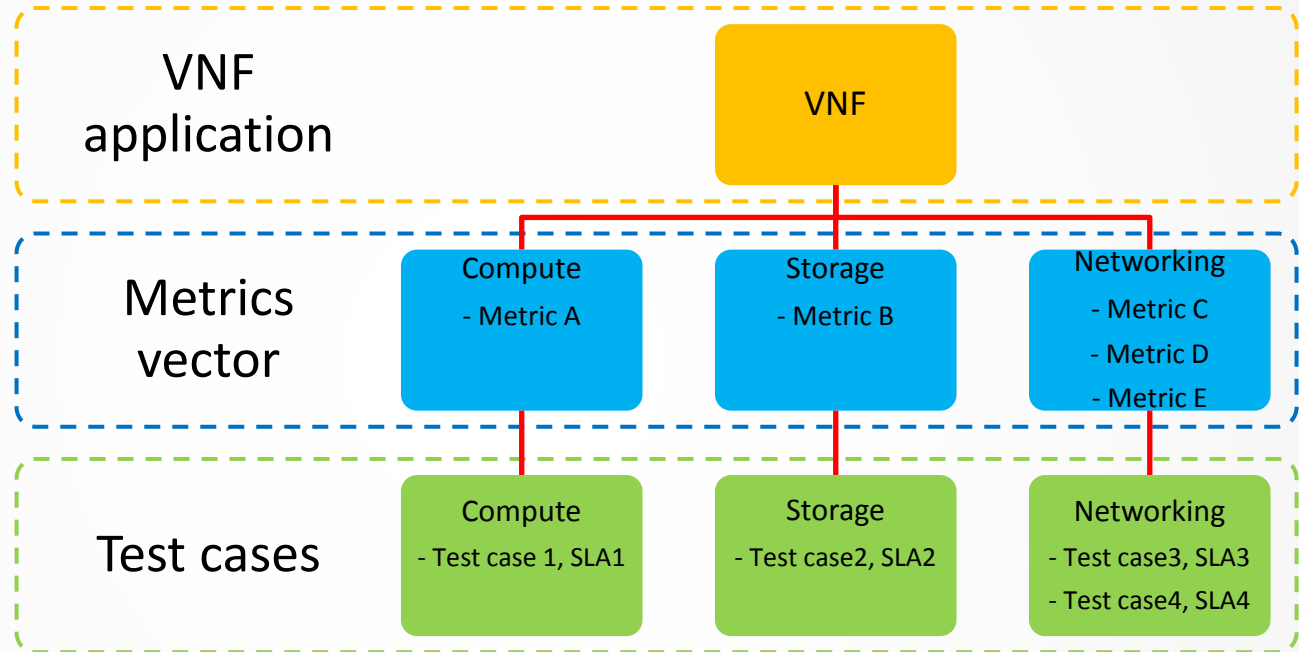 VNF
application
VNF
Metrics
vector
Compute
- Metric A
Storage
- Metric B
Networking
- Metric C
- Metric D
- Metric E
Test cases
Compute
- Test case 1, SLA1
Storage
- Test case2, SLA2
Networking
- Test case3, SLA3
- Test case4, SLA4